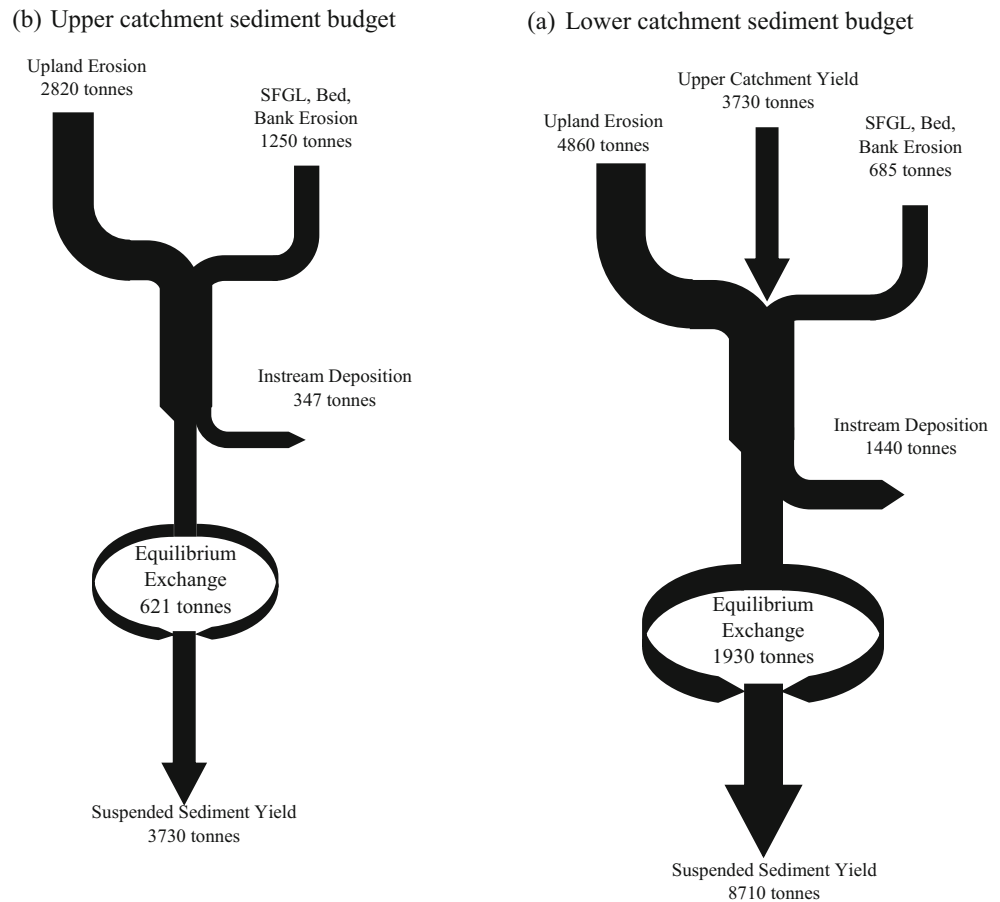 (b) Upper catchment sediment budget
Upland Erosion
2820 tonnes
SFGL, Bed,
Bank Erosion
1250 tonnes
Instream Deposition
347 tonnes
Equilibrium
Exchange
621 tonnes
Suspended Sediment Yield
3730 tonnes
(a) Lower catchment sediment budget
Upper Catchment Yield
3730 tonnes
Upland Erosion
4860 tonnes
SFGL, Bed,
Bank Erosion
685 tonnes
Instream Deposition
1440 tonnes
Equilibrium
Exchange
1930 tonnes
Suspended Sediment Yield
8710 tonnes